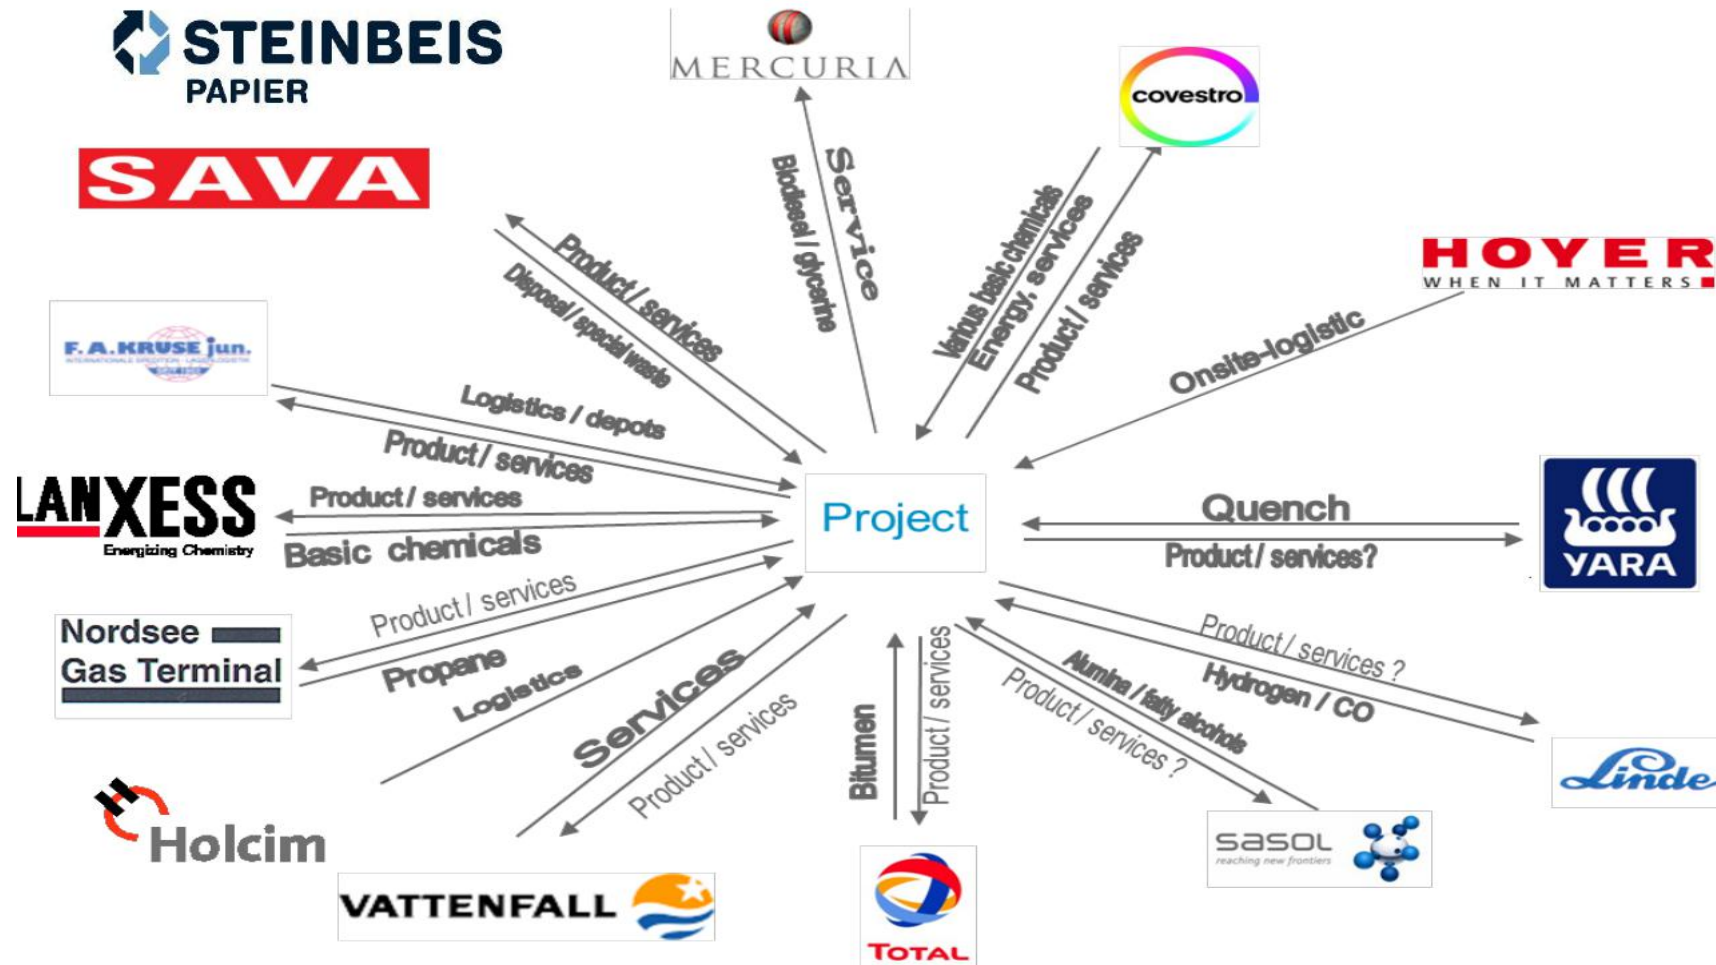 STEINBEIS
PAPIER
MERCURIA
covestro
SAVA
HOYER
WHEN IT MATTERS
Service
Biodiesel / glycerine
Various basic chemicals
Energy, services
Product / services
Product / services
Disposal / special waste
Onsite-logistic
F.A.KRUSE jun.
INTERNATIONALE SPEDITION - LAGERLOGISTIK
Logistics / depots
Product / services
LANXESS
Energizing Chemistry
Product / services
Basic chemicals
Project
Quench
Product / services?
YARA
Nordsee
Gas Terminal
Product / services
Propane
Logistics
Services
Product / services
Bitumen
Product / services
Alumina / fatty alcohols
Product / services ?
Product / services ?
Hydrogen / CO
Linde
Holcim
VATTENFALL
TOTAL
sasol
reaching new frontiers